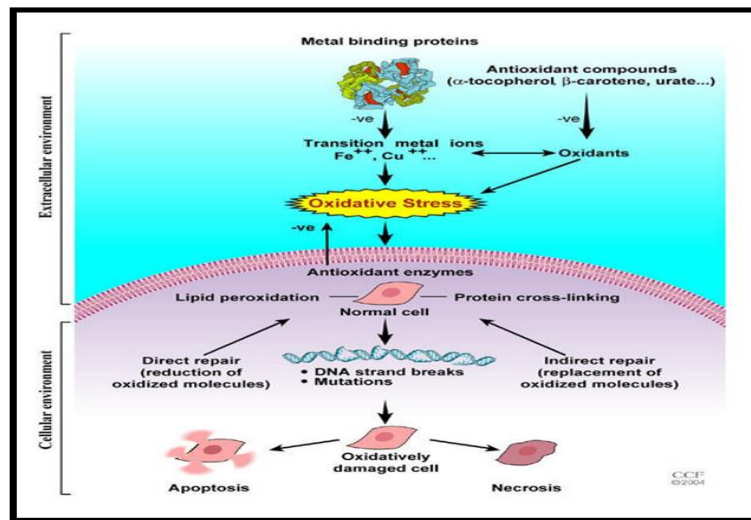 Metal binding proteins
Antioxidant compounds
(α-tocopherol, β-carotene, urate...)
-ve
-ve
Transition metal ions
Fe++, Cu++...
Oxidants
Oxidative Stress
-ve
Antioxidant enzymes
Lipid peroxidation
Protein cross-linking
Normal cell
Direct repair
(reduction of
oxidized molecules)
Indirect repair
(replacement of
oxidized molecules)
• DNA strand breaks
• Mutations
Oxidatively
damaged cell
Apoptosis
Necrosis
Extracellular environment
Cellular environment
CCF
©2004